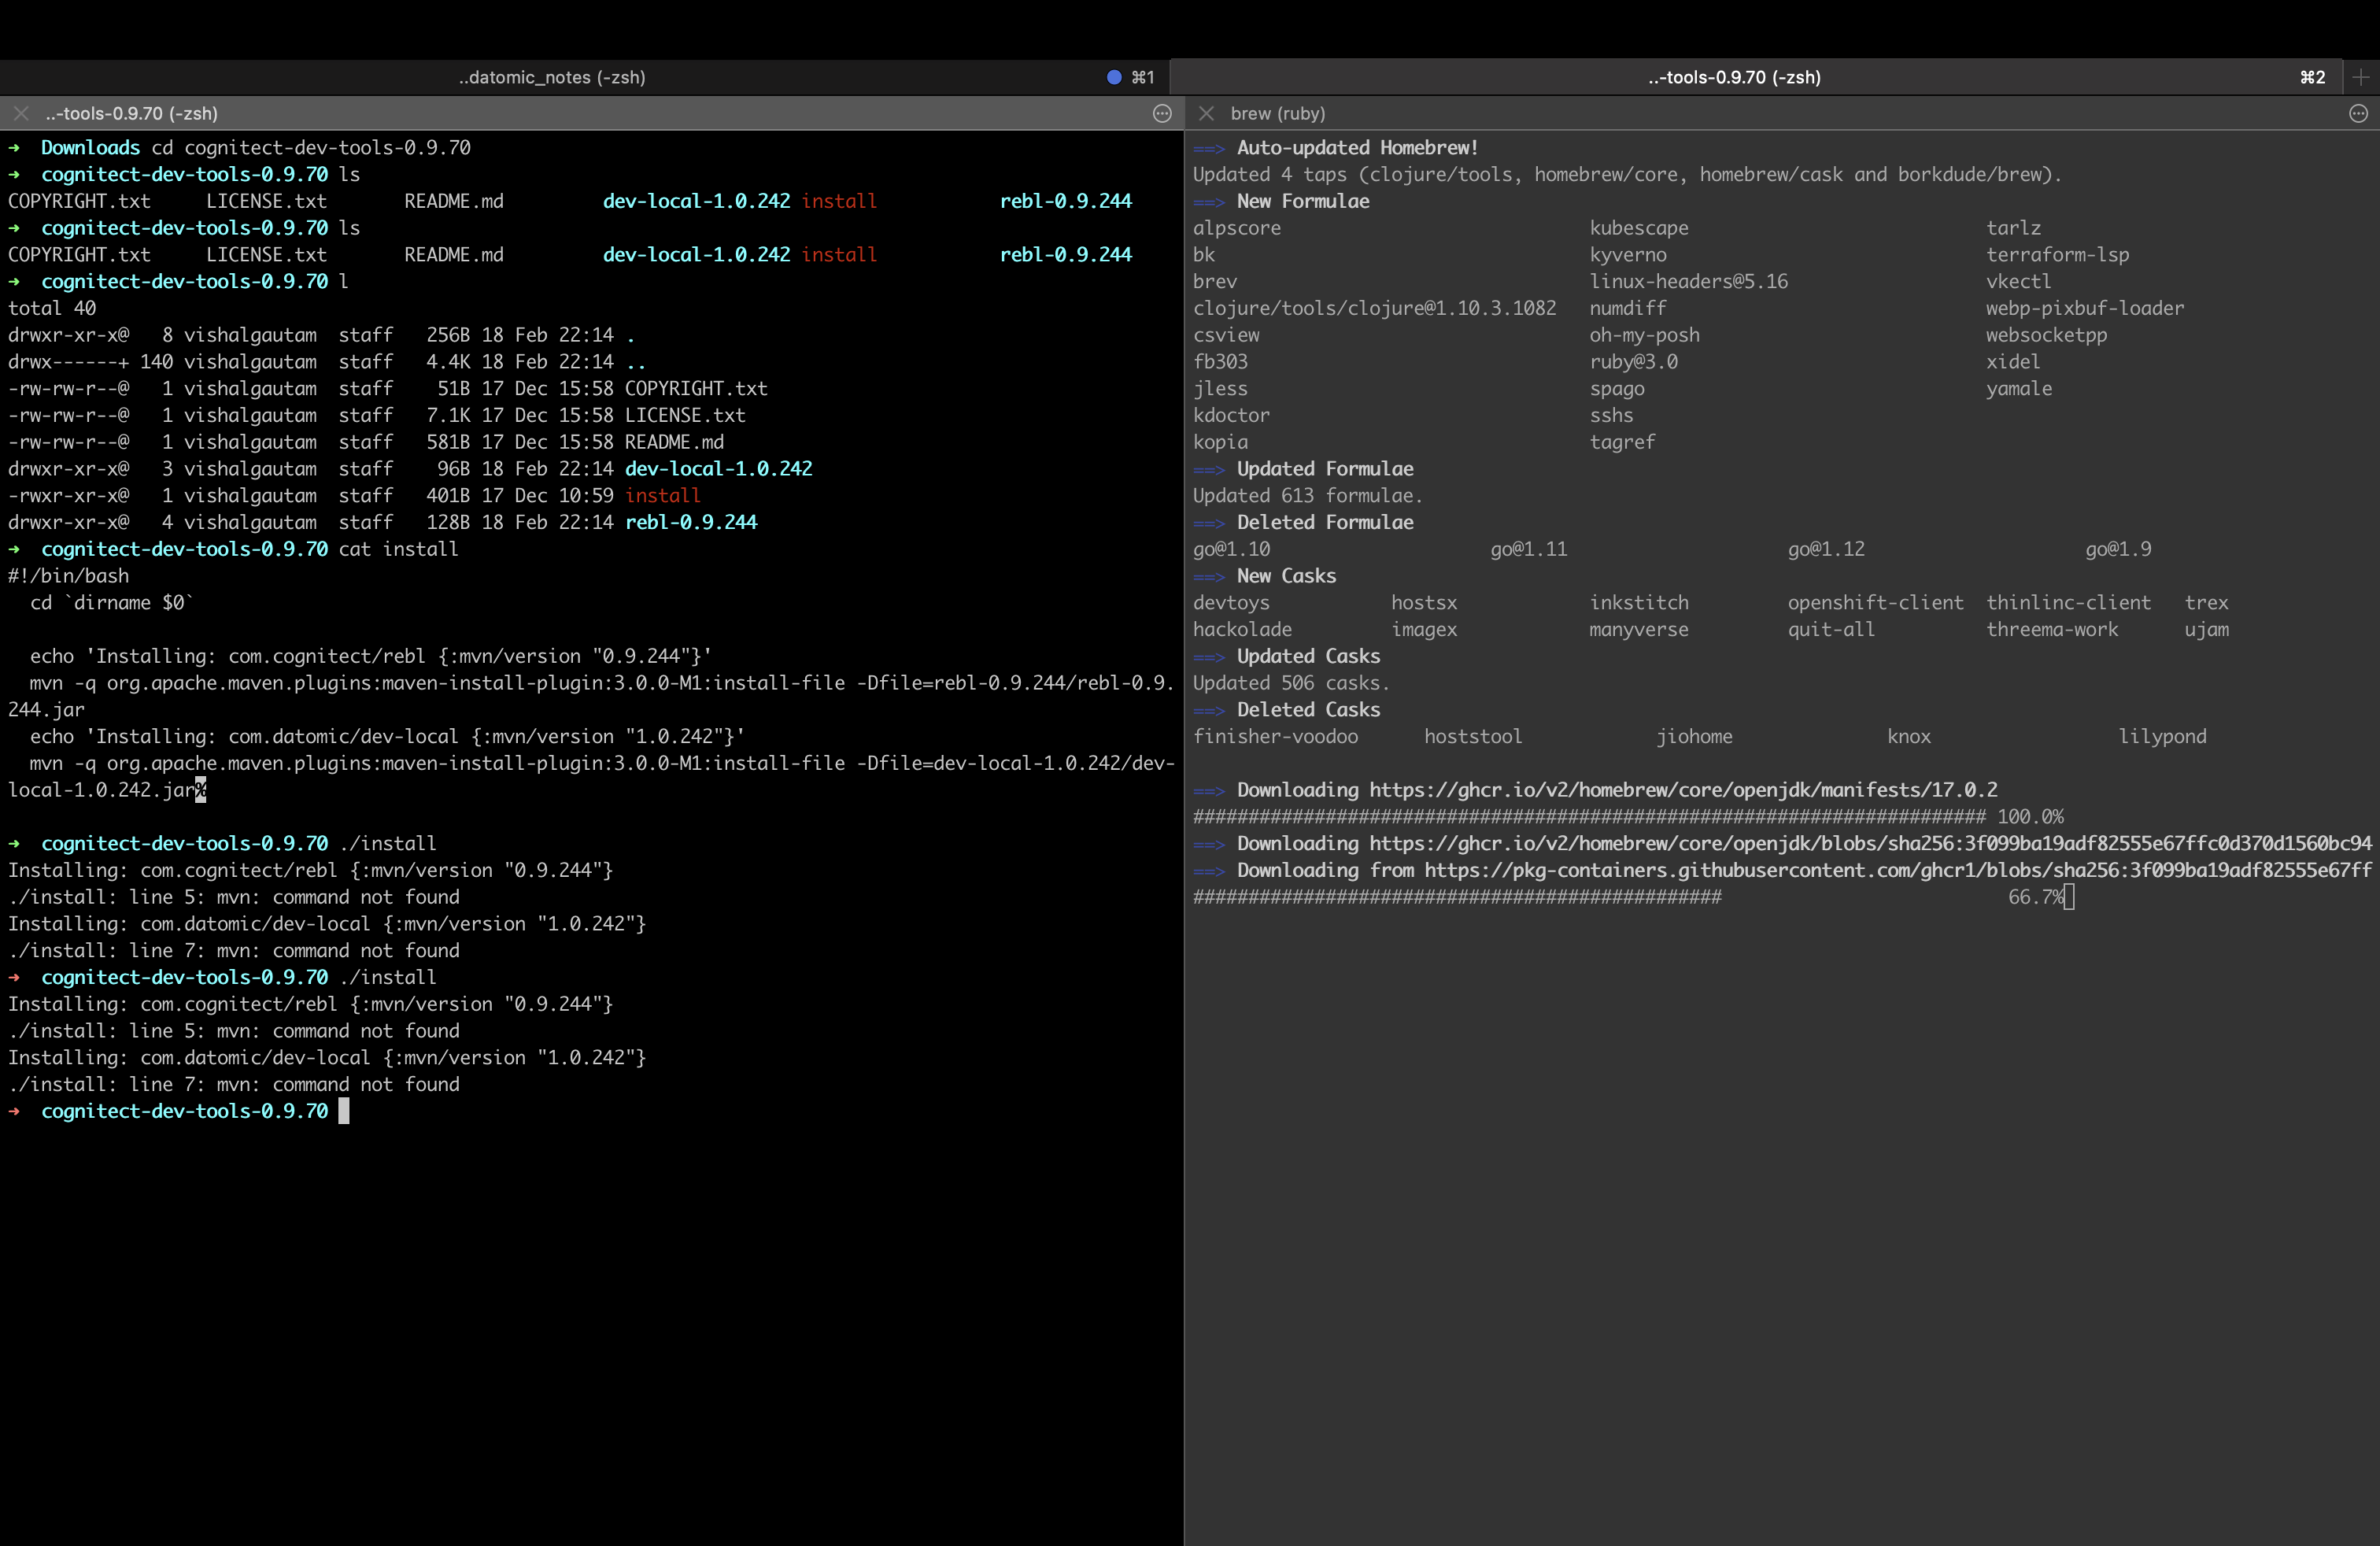 ..datomic_notes (-zsh) ⌘1 ..-tools-0.9.70 (-zsh) ⌘2
..-tools-0.9.70 (-zsh)
➜ Downloads cd cognitect-dev-tools-0.9.70
➜ cognitect-dev-tools-0.9.70 ls
COPYRIGHT.txt LICENSE.txt README.md dev-local-1.0.242 install rebl-0.9.244
➜ cognitect-dev-tools-0.9.70 ls
COPYRIGHT.txt LICENSE.txt README.md dev-local-1.0.242 install rebl-0.9.244
➜ cognitect-dev-tools-0.9.70 l
total 40
drwxr-xr-x@ 8 vishalgautam staff 256B 18 Feb 22:14 .
drwx------+ 140 vishalgautam staff 4.4K 18 Feb 22:14 ..
-rw-rw-r--@ 1 vishalgautam staff 51B 17 Dec 15:58 COPYRIGHT.txt
-rw-rw-r--@ 1 vishalgautam staff 7.1K 17 Dec 15:58 LICENSE.txt
-rw-rw-r--@ 1 vishalgautam staff 581B 17 Dec 15:58 README.md
drwxr-xr-x@ 3 vishalgautam staff 96B 18 Feb 22:14 dev-local-1.0.242
-rwxr-xr-x@ 1 vishalgautam staff 401B 17 Dec 10:59 install
drwxr-xr-x@ 4 vishalgautam staff 128B 18 Feb 22:14 rebl-0.9.244
➜ cognitect-dev-tools-0.9.70 cat install
#!/bin/bash
cd `dirname $0`
echo 'Installing: com.cognitect/rebl {:mvn/version "0.9.244"}'
mvn -q org.apache.maven.plugins:maven-install-plugin:3.0.0-M1:install-file -Dfile=rebl-0.9.244/rebl-0.9.
244.jar
echo 'Installing: com.datomic/dev-local {:mvn/version "1.0.242"}'
mvn -q org.apache.maven.plugins:maven-install-plugin:3.0.0-M1:install-file -Dfile=dev-local-1.0.242/dev-
local-1.0.242.jar%
➜ cognitect-dev-tools-0.9.70 ./install
Installing: com.cognitect/rebl {:mvn/version "0.9.244"}
./install: line 5: mvn: command not found
Installing: com.datomic/dev-local {:mvn/version "1.0.242"}
./install: line 7: mvn: command not found
➜ cognitect-dev-tools-0.9.70 ./install
Installing: com.cognitect/rebl {:mvn/version "0.9.244"}
./install: line 5: mvn: command not found
Installing: com.datomic/dev-local {:mvn/version "1.0.242"}
./install: line 7: mvn: command not found
➜ cognitect-dev-tools-0.9.70
brew (ruby)
==> Auto-updated Homebrew!
Updated 4 taps (clojure/tools, homebrew/core, homebrew/cask and borkdude/brew).
==> New Formulae
alpscore kubescape tarlz
bk kyverno terraform-lsp
brev linux-headers@5.16 vkectl
clojure/tools/clojure@1.10.3.1082 numdiff webp-pixbuf-loader
csview oh-my-posh websocketpp
fb303 ruby@3.0 xidel
jless spago yamale
kdoctor sshs
kopia tagref
==> Updated Formulae
Updated 613 formulae.
==> Deleted Formulae
go@1.10 go@1.11 go@1.12 go@1.9
==> New Casks
devtoys hostsx inkstitch openshift-client thinlinc-client trex
hackolade imagex manyverse quit-all threema-work ujam
==> Updated Casks
Updated 506 casks.
==> Deleted Casks
finisher-voodoo hoststool jiohome knox lilypond
==> Downloading https://ghcr.io/v2/homebrew/core/openjdk/manifests/17.0.2
######################################################################## 100.0%
==> Downloading https://ghcr.io/v2/homebrew/core/openjdk/blobs/sha256:3f099ba19adf82555e67ffc0d370d1560bc94
==> Downloading from https://pkg-containers.githubusercontent.com/ghcr1/blobs/sha256:3f099ba19adf82555e67ff
################################################ 66.7%